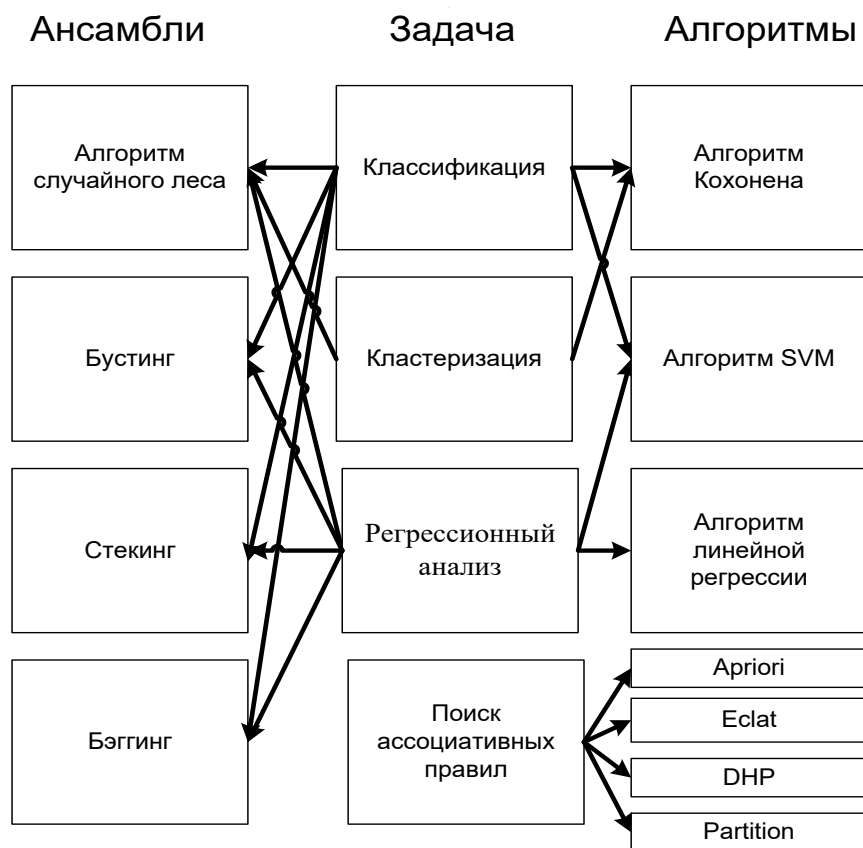 Ансамбли
Задача
Алгоритмы
Алгоритм
случайного леса
Классификация
Алгоритм
Кохонена
Бустинг
Кластеризация
Алгоритм SVM
Стекинг
Регрессионный
анализ
Алгоритм
линейной
регрессии
Бэггинг
Поиск
ассоциативных
правил
Apriori
Eclat
DHP
Partition